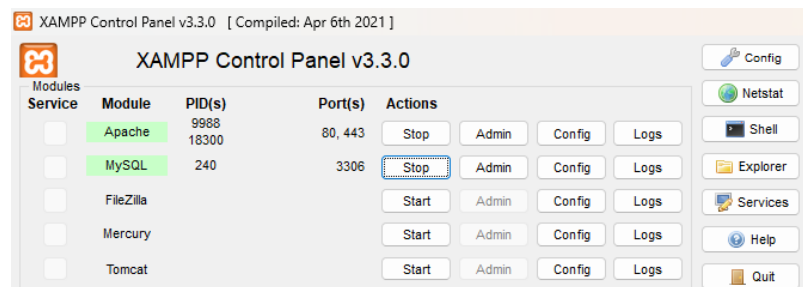 XAMPP Control Panel v3.3.0 [ Compiled: Apr 6th 2021 ]
XAMPP Control Panel v3.3.0
Config
Modules
Netstat
Service Module PID(s) Port(s) Actions
Apache 9988 18300 80, 443 Stop Admin Config Logs
Shell
MySQL 240 3306 Stop Admin Config Logs
Explorer
FileZilla Start Admin Config Logs
Services
Mercury Start Admin Config Logs
Help
Tomcat Start Admin Config Logs
Quit